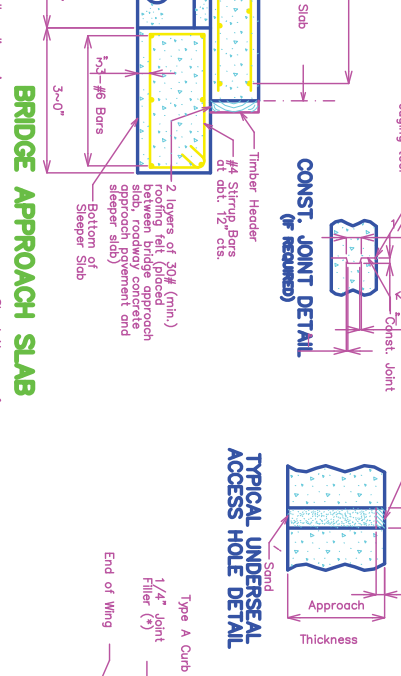 Slab
3"
3-#6 Bars
3~0"
Timber Header
#4 Stirrup Bars
at abt. 12" cts.
2 layers of 30# (min.)
roofing felt (placed
between bridge approach
slab, roadway concrete
approach pavement and
sleeper slab)
Bottom of
Sleeper Slab
BRIDGE APPROACH SLAB
Const. Joint
CONST. JOINT DETAIL
(IF REQUIRED)
Sand
Approach
Thickness
TYPICAL UNDERSEAL
ACCESS HOLE DETAIL
Type A Curb
1/4" Joint
Filler (*)
End of Wing